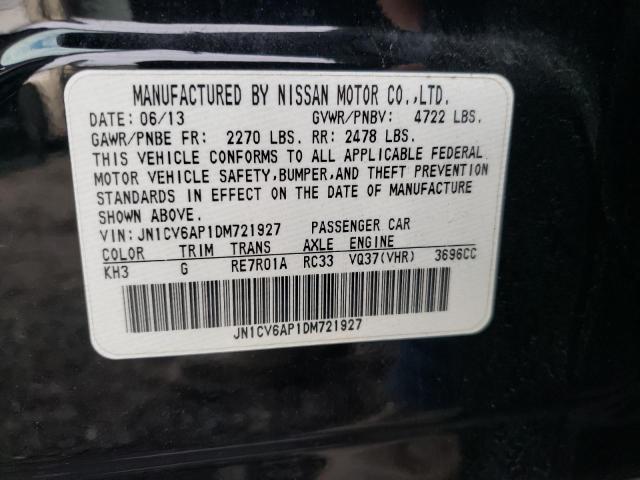 MANUFACTURED BY NISSAN MOTOR CO.,LTD.
DATE: 06/13 GVWR/PNBV: 4722 LBS.
GAWR/PNBE FR: 2270 LBS. RR: 2478 LBS.
THIS VEHICLE CONFORMS TO ALL APPLICABLE FEDERAL
MOTOR VEHICLE SAFETY,BUMPER,AND THEFT PREVENTION
STANDARDS IN EFFECT ON THE DATE OF MANUFACTURE
SHOWN ABOVE.
VIN: JN1CV6AP1DM721927 PASSENGER CAR
COLOR TRIM TRANS AXLE ENGINE
KH3 G RE7R01A RC33 VQ37(VHR) 3696CC
JN1CV6AP1DM721927